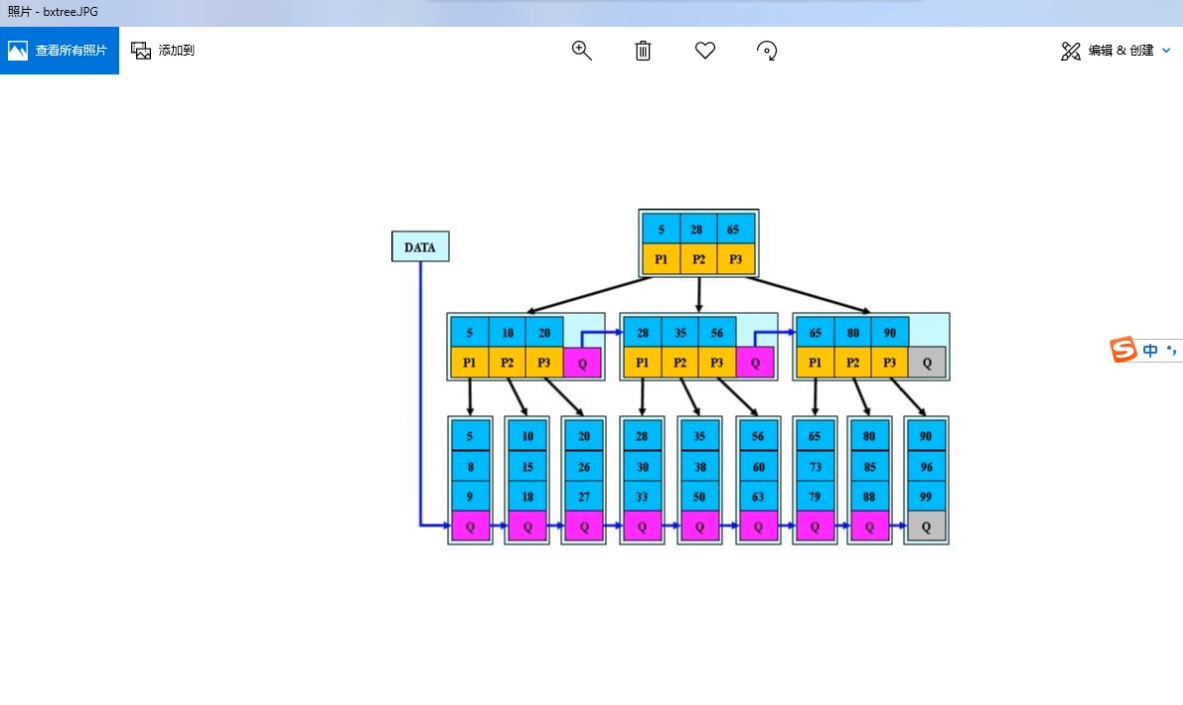 照片 - bxtree.JPG
查看所有照片 添加到 编辑 & 创建
5 28 65
DATA
P1 P2 P3
5 10 20 28 35 56 65 80 90
P1 P2 P3 Q P1 P2 P3 Q P1 P2 P3 Q
中
5 10 20 28 35 56 65 80 90
8 15 26 30 38 60 73 85 96
9 18 27 33 50 63 79 88 99
Q Q Q Q Q Q Q Q Q